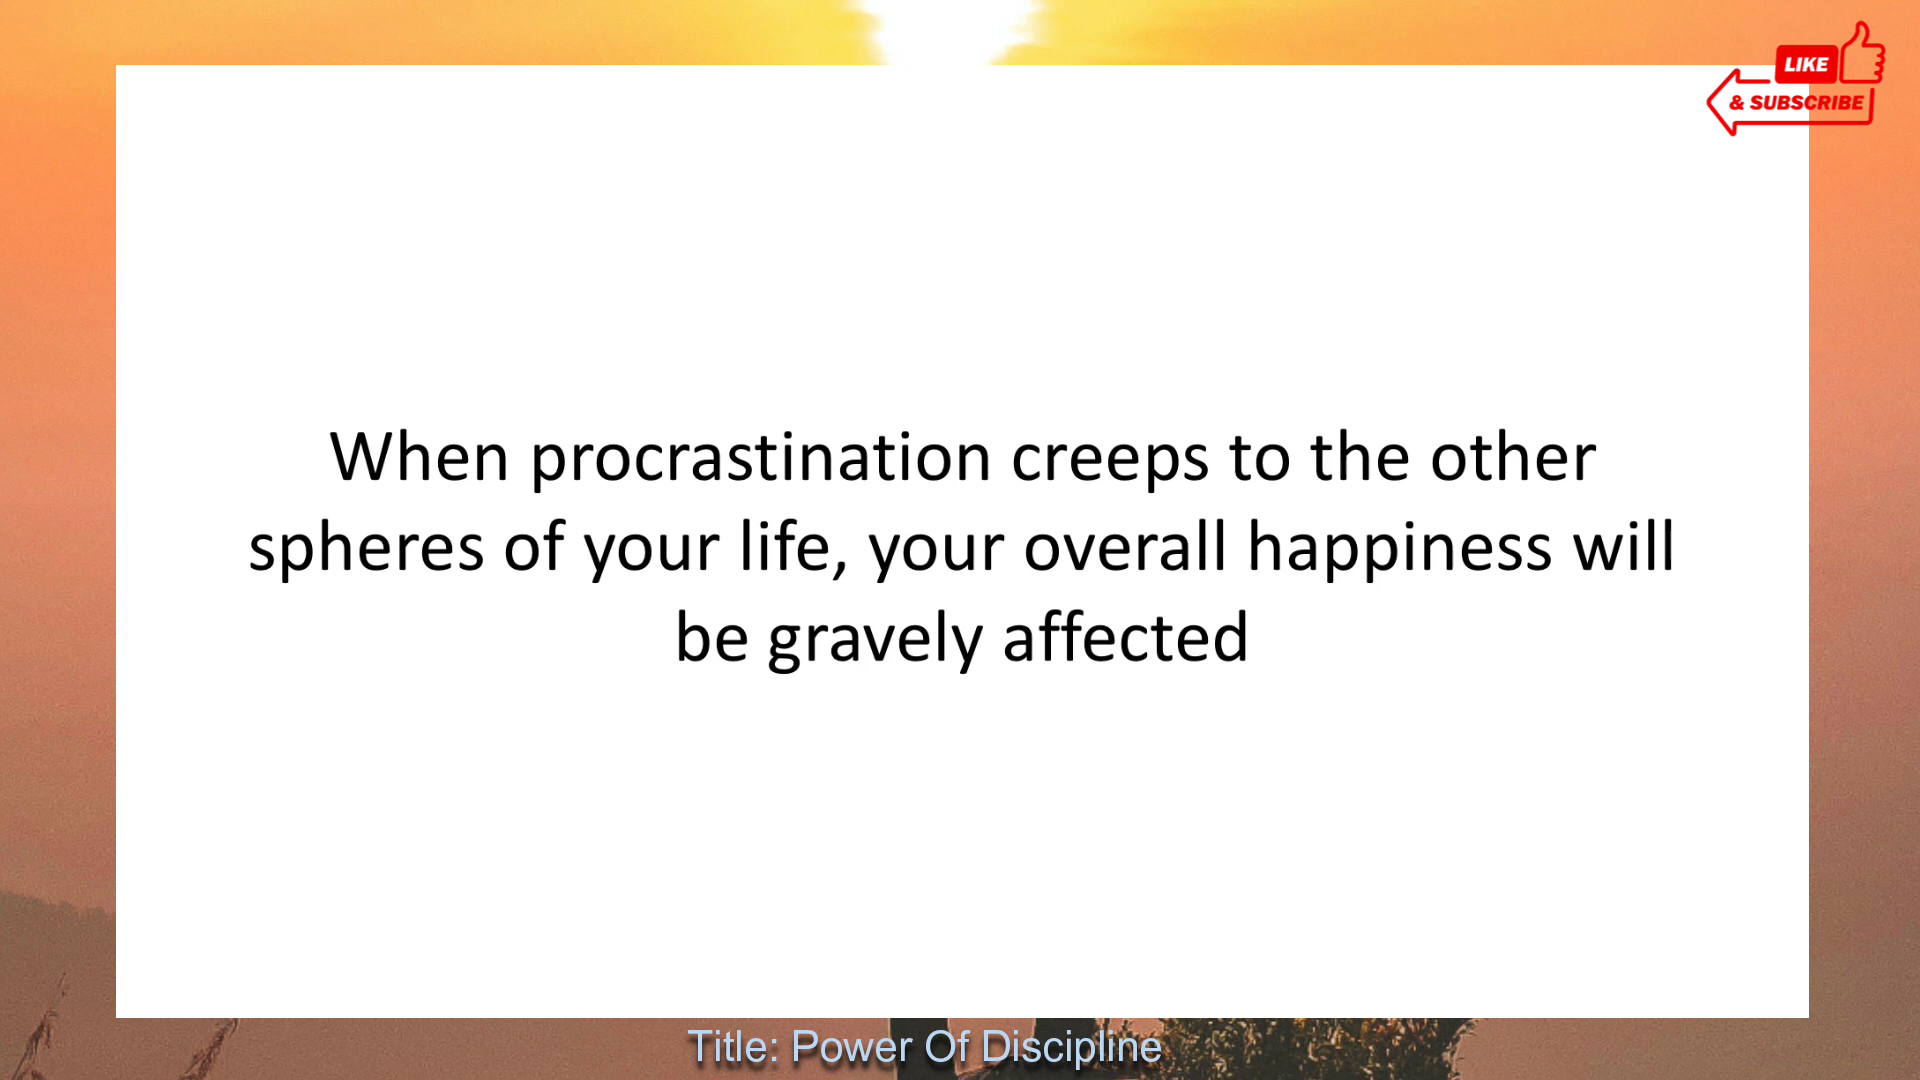 LIKE
& SUBSCRIBE
When procrastination creeps to the other
spheres of your life, your overall happiness will
be gravely affected
Title: Power Of Discipline